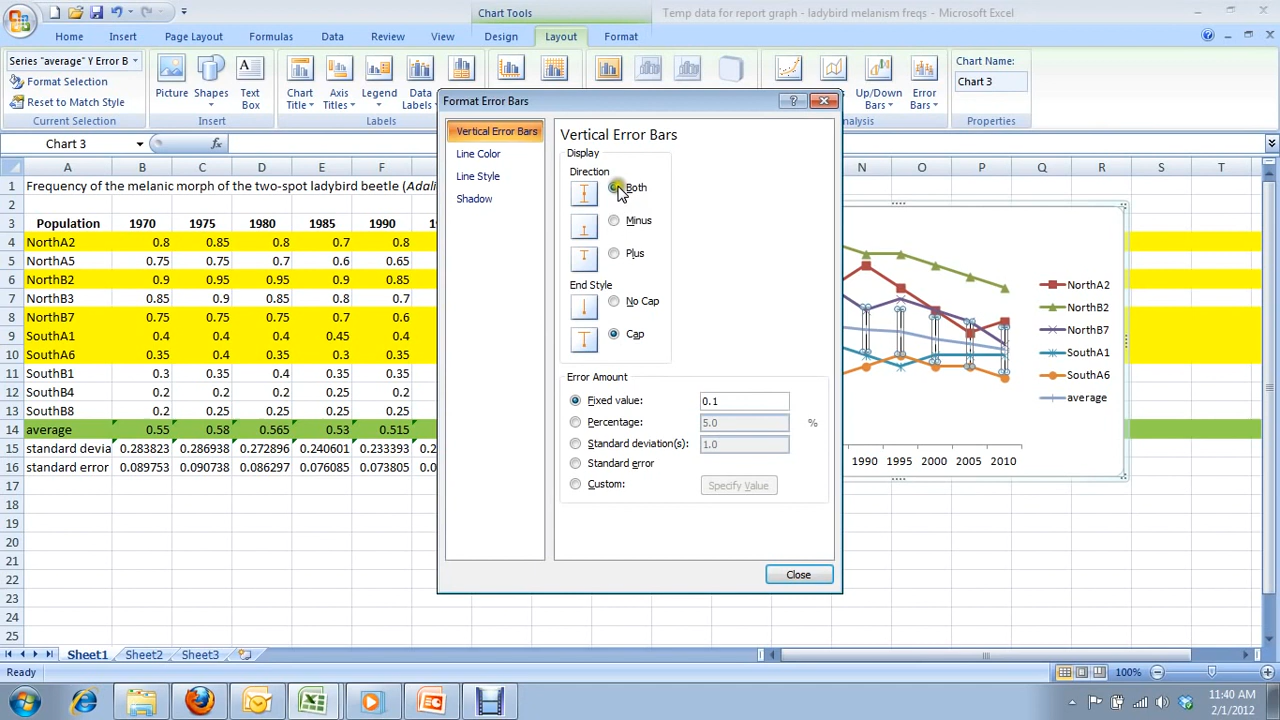 Chart Tools
Temp data for report graph - ladybird melanism freqs - Microsoft Excel
Home Insert Page Layout Formulas Data Review View Design Layout Format
Series "average" Y Error B
Format Selection
Reset to Match Style
Current Selection
Picture Shapes Text Box
Insert
Chart Title Axis Titles Legend Data Labels
Labels
Up/Down Bars Error Bars
alysis
Chart Name:
Chart 3
Properties
Chart 3
fx
A B C D E F N O P Q R S T
1 Frequency of the melanic morph of the two-spot ladybird beetle (Adali
2
3 Population 1970 1975 1980 1985 1990 1
4 NorthA2 0.8 0.85 0.8 0.7 0.8
5 NorthA5 0.75 0.75 0.7 0.6 0.65
6 NorthB2 0.9 0.95 0.95 0.9 0.85
7 NorthB3 0.85 0.9 0.85 0.8 0.7
8 NorthB7 0.75 0.75 0.75 0.7 0.6
9 SouthA1 0.4 0.4 0.4 0.45 0.4
10 SouthA6 0.35 0.4 0.35 0.3 0.35
11 SouthB1 0.3 0.35 0.4 0.35 0.35
12 SouthB4 0.2 0.2 0.2 0.25 0.2
13 SouthB8 0.2 0.25 0.25 0.25 0.25
14 average 0.55 0.58 0.565 0.53 0.515
15 standard devia 0.283823 0.286938 0.272896 0.240601 0.233393
16 standard error 0.089753 0.090738 0.086297 0.076085 0.073805
17
18
19
20
21
22
23
24
25
Format Error Bars
Vertical Error Bars
Line Color
Line Style
Shadow
Vertical Error Bars
Display
Direction
Both
Minus
Plus
End Style
No Cap
Cap
Error Amount
Fixed value: 0.1
Percentage: 5.0 %
Standard deviation(s): 1.0
Standard error
Custom: Specify Value
Close
NorthA2
NorthB2
NorthB7
SouthA1
SouthA6
average
1990 1995 2000 2005 2010
Sheet1 Sheet2 Sheet3
Ready
100%
11:40 AM
2/1/2012